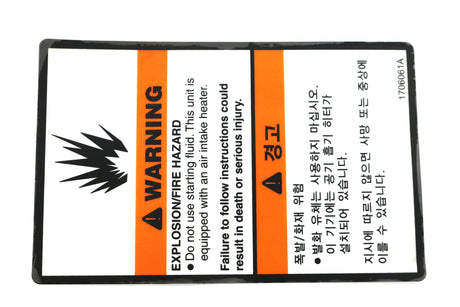 WARNING
EXPLOSION/FIRE HAZARD
● Do not use starting fluid. This unit is
equipped with an air intake heater.
Failure to follow instructions could
result in death or serious injury.
경고
폭발/화재 위험
● 발화 유체는 사용하지 마십시오.
이 기기에는 공기 흡기 히터가
설치되어 있습니다.
지시에 따르지 않으면 사망 또는 중상에
이를 수 있습니다.
1706061A